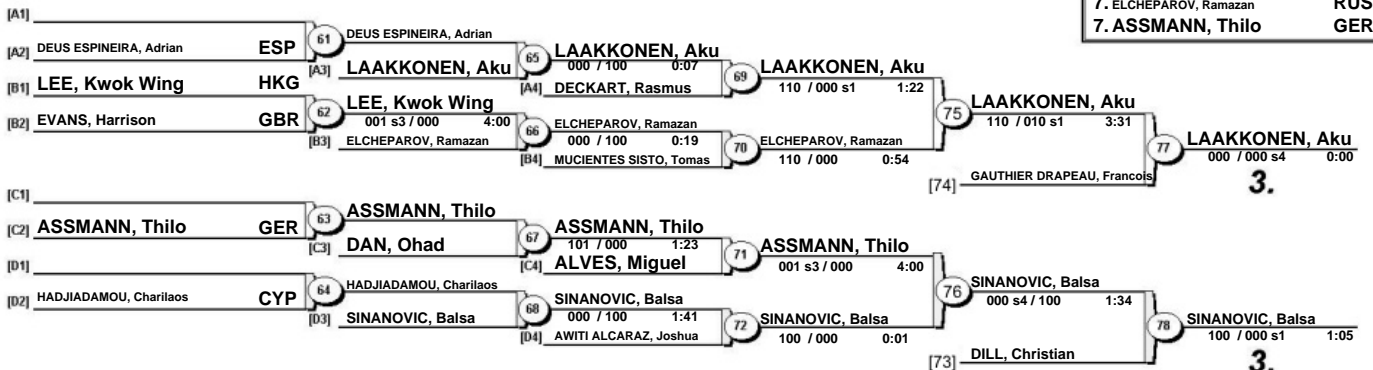 7. ELCHEPAROV, Ramazan RUS
7. ASSMANN, Thilo GER
[A1]
[A2] DEUS ESPINEIRA, Adrian ESP
61
DEUS ESPINEIRA, Adrian
[A3] LAAKKONEN, Aku
65
LAAKKONEN, Aku
000 / 100 0:07
[A4] DECKART, Rasmus
69
LAAKKONEN, Aku
110 / 000 s1 1:22
[B1] LEE, Kwok Wing HKG
[B2] EVANS, Harrison GBR
62
LEE, Kwok Wing
001 s3 / 000 4:00
[B3] ELCHEPAROV, Ramazan
66
ELCHEPAROV, Ramazan
000 / 100 0:19
[B4] MUCIENTES SISTO, Tomas
70
ELCHEPAROV, Ramazan
110 / 000 0:54
75
LAAKKONEN, Aku
110 / 010 s1 3:31
[74] GAUTHIER DRAPEAU, Francois
77
LAAKKONEN, Aku
000 / 000 s4 0:00
3.
[C1]
[C2] ASSMANN, Thilo GER
63
ASSMANN, Thilo
[C3] DAN, Ohad
67
ASSMANN, Thilo
101 / 000 1:23
[C4] ALVES, Miguel
71
ASSMANN, Thilo
001 s3 / 000 4:00
[D1]
[D2] HADJIADAMOU, Charilaos CYP
64
HADJIADAMOU, Charilaos
[D3] SINANOVIC, Balsa
68
SINANOVIC, Balsa
000 / 100 1:41
[D4] AWITI ALCARAZ, Joshua
72
SINANOVIC, Balsa
100 / 000 0:01
76
SINANOVIC, Balsa
000 s4 / 100 1:34
[73] DILL, Christian
78
SINANOVIC, Balsa
100 / 000 s1 1:05
3.